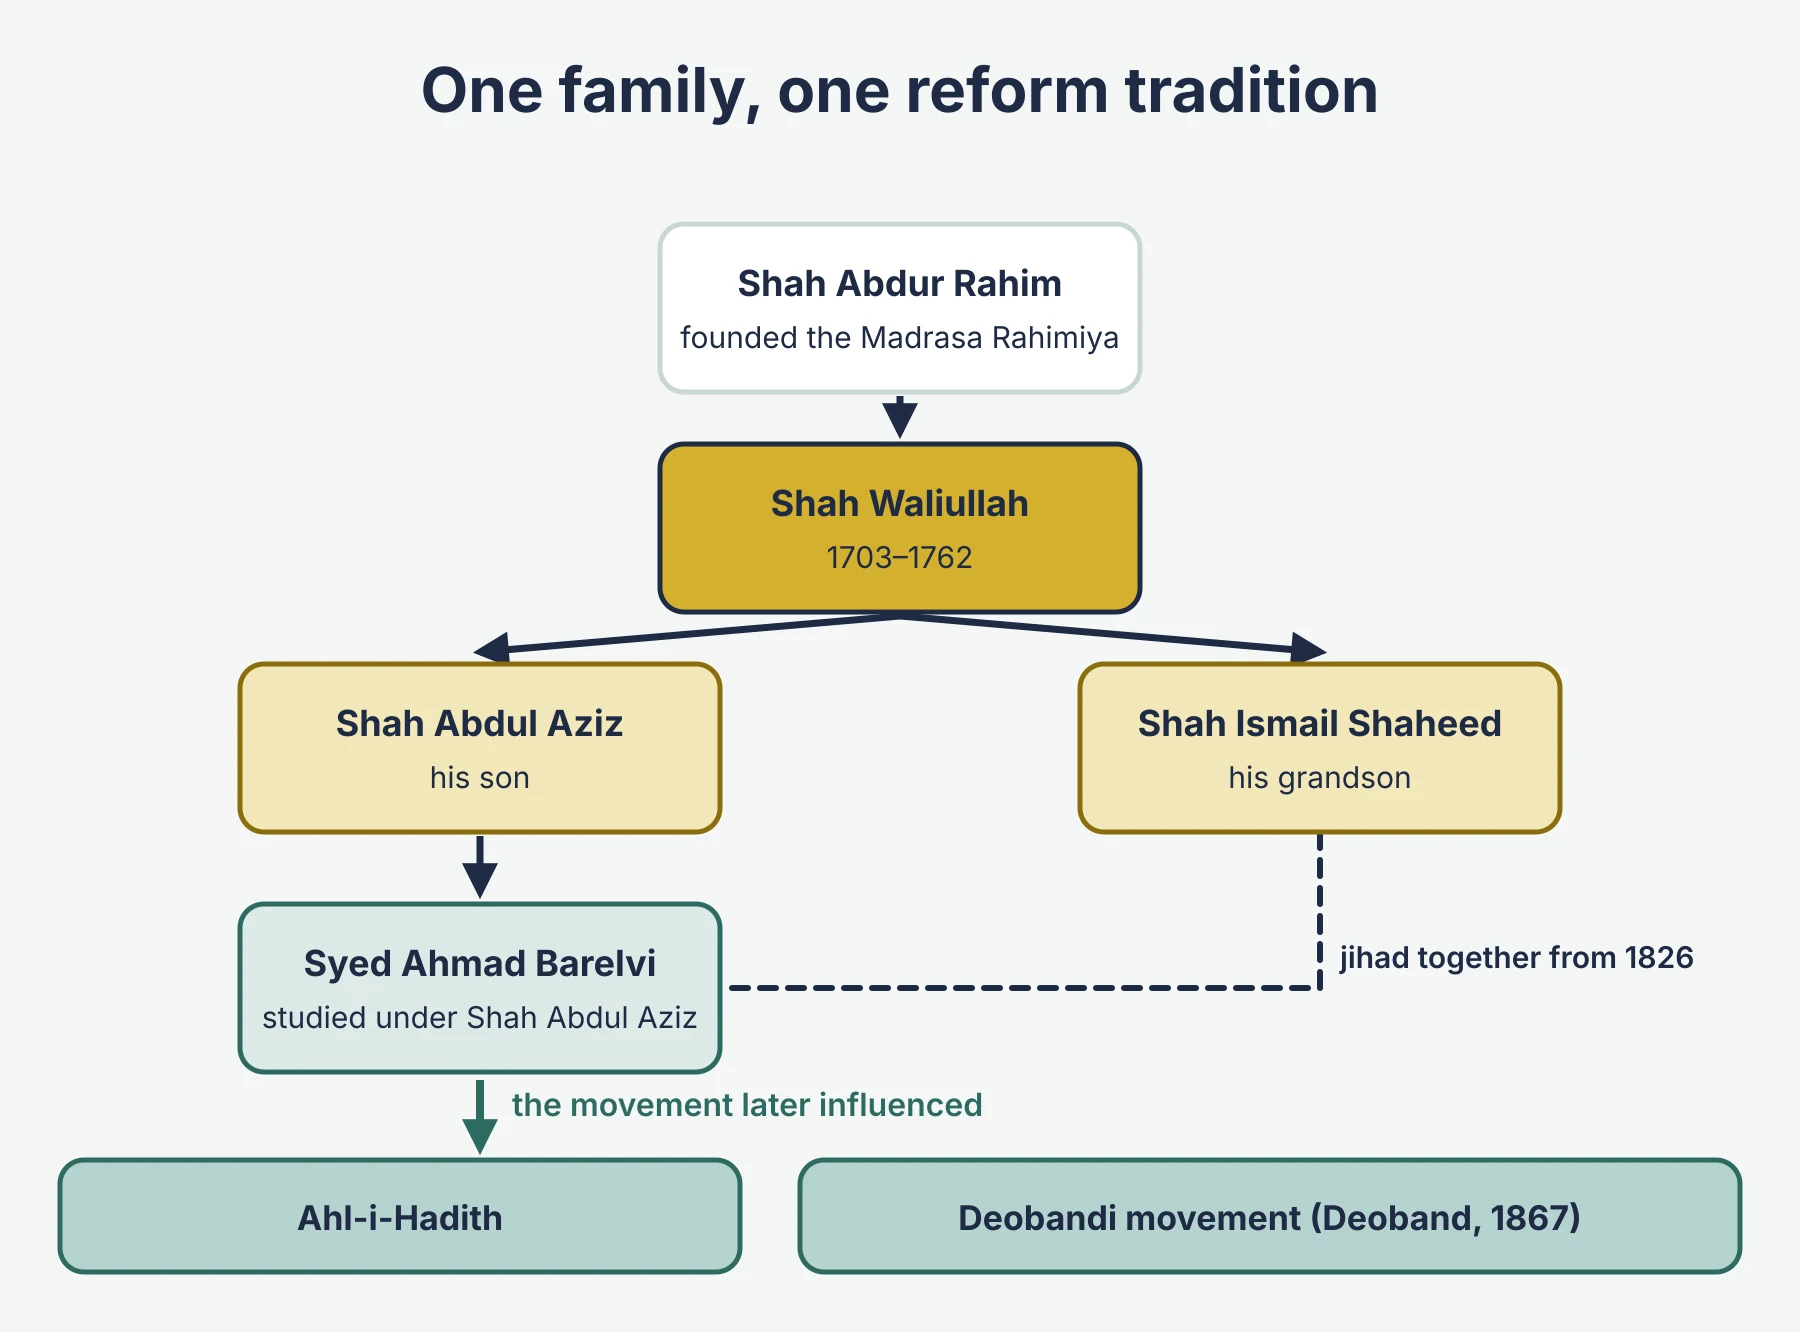 One family, one reform tradition
Shah Abdur Rahim
founded the Madrasa Rahimiya
Shah Waliullah
1703–1762
Shah Abdul Aziz
his son
Shah Ismail Shaheed
his grandson
Syed Ahmad Barelvi
studied under Shah Abdul Aziz
jihad together from 1826
the movement later influenced
Ahl-i-Hadith
Deobandi movement (Deoband, 1867)